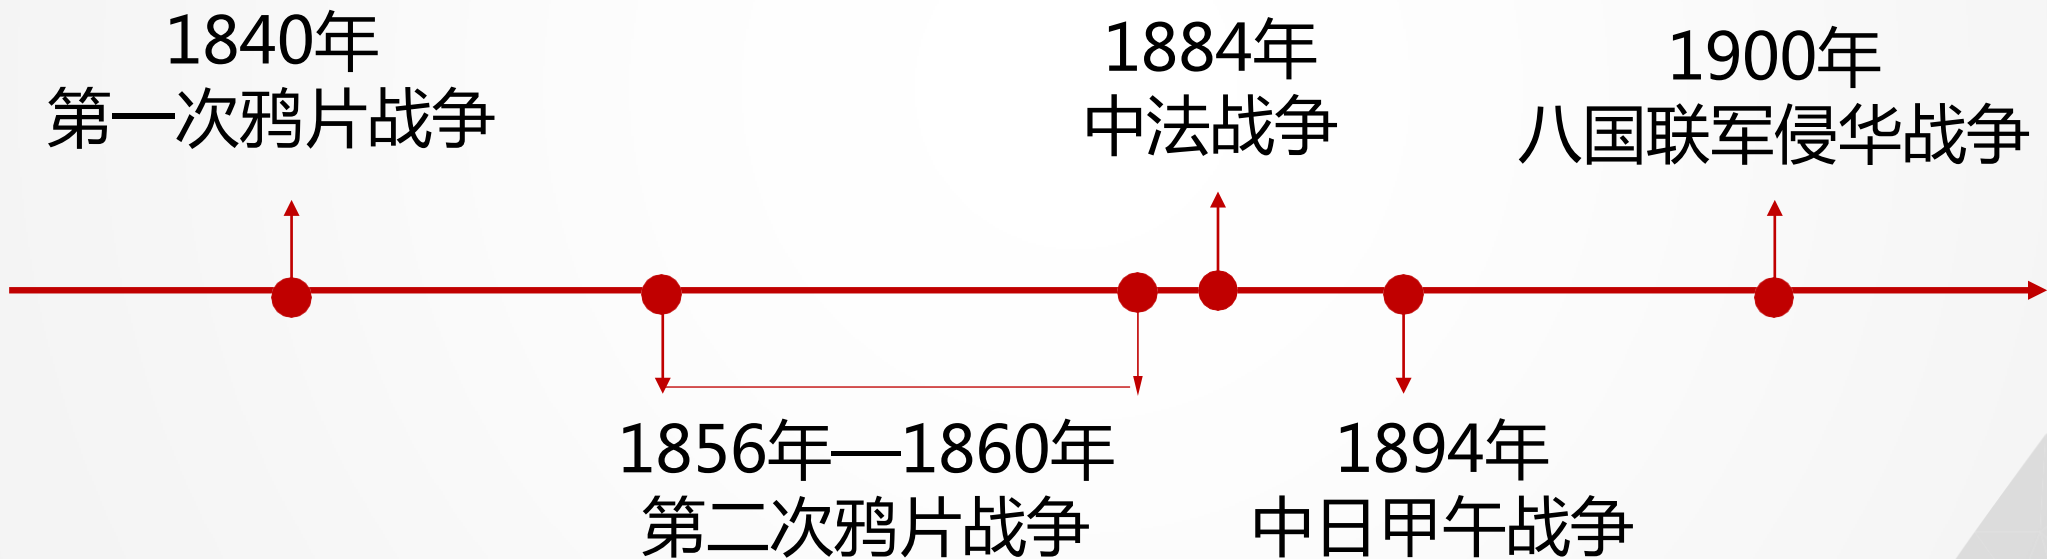 1840年
第一次鸦片战争
1856年—1860年
第二次鸦片战争
1884年
中法战争
1894年
中日甲午战争
1900年
八国联军侵华战争